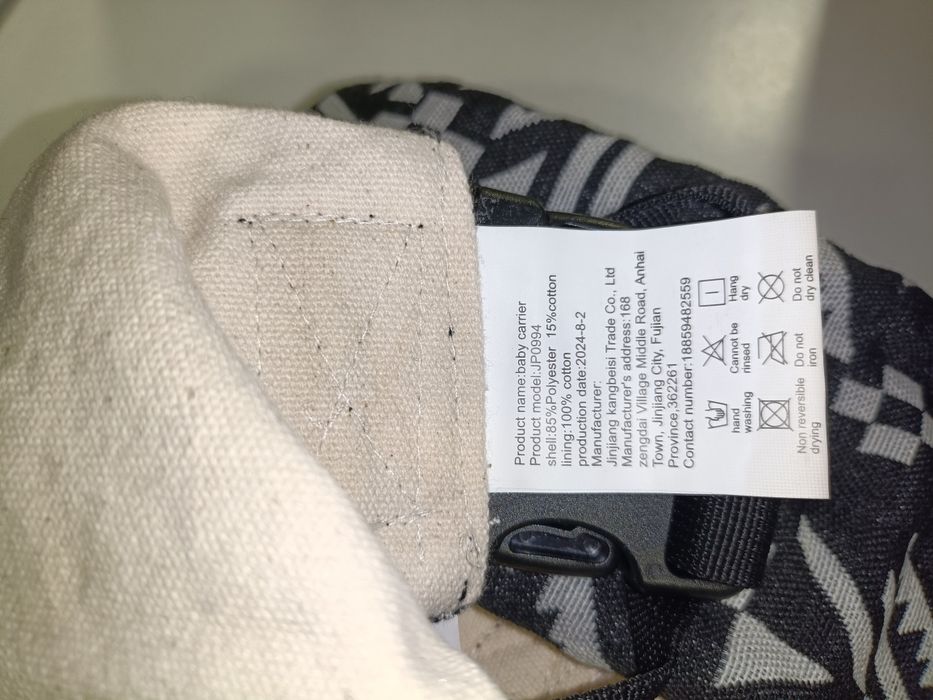 Product name:baby carrier
Product model:JP0994
shell:85%Polyester 15%cotton
lining:100% cotton
production date:2024-8-2
Manufacturer:
Jinjiang kangbeisi Trade Co., Ltd
Manufacturer's address:168
zengdai Village Middle Road, Anhai
Town, Jinjiang City, Fujian
Province,362261
Contact number:18859482559
hand
washing
Cannot be
rinsed
Hang
dry
Non reversible
drying
Do not
iron
Do not
dry clean